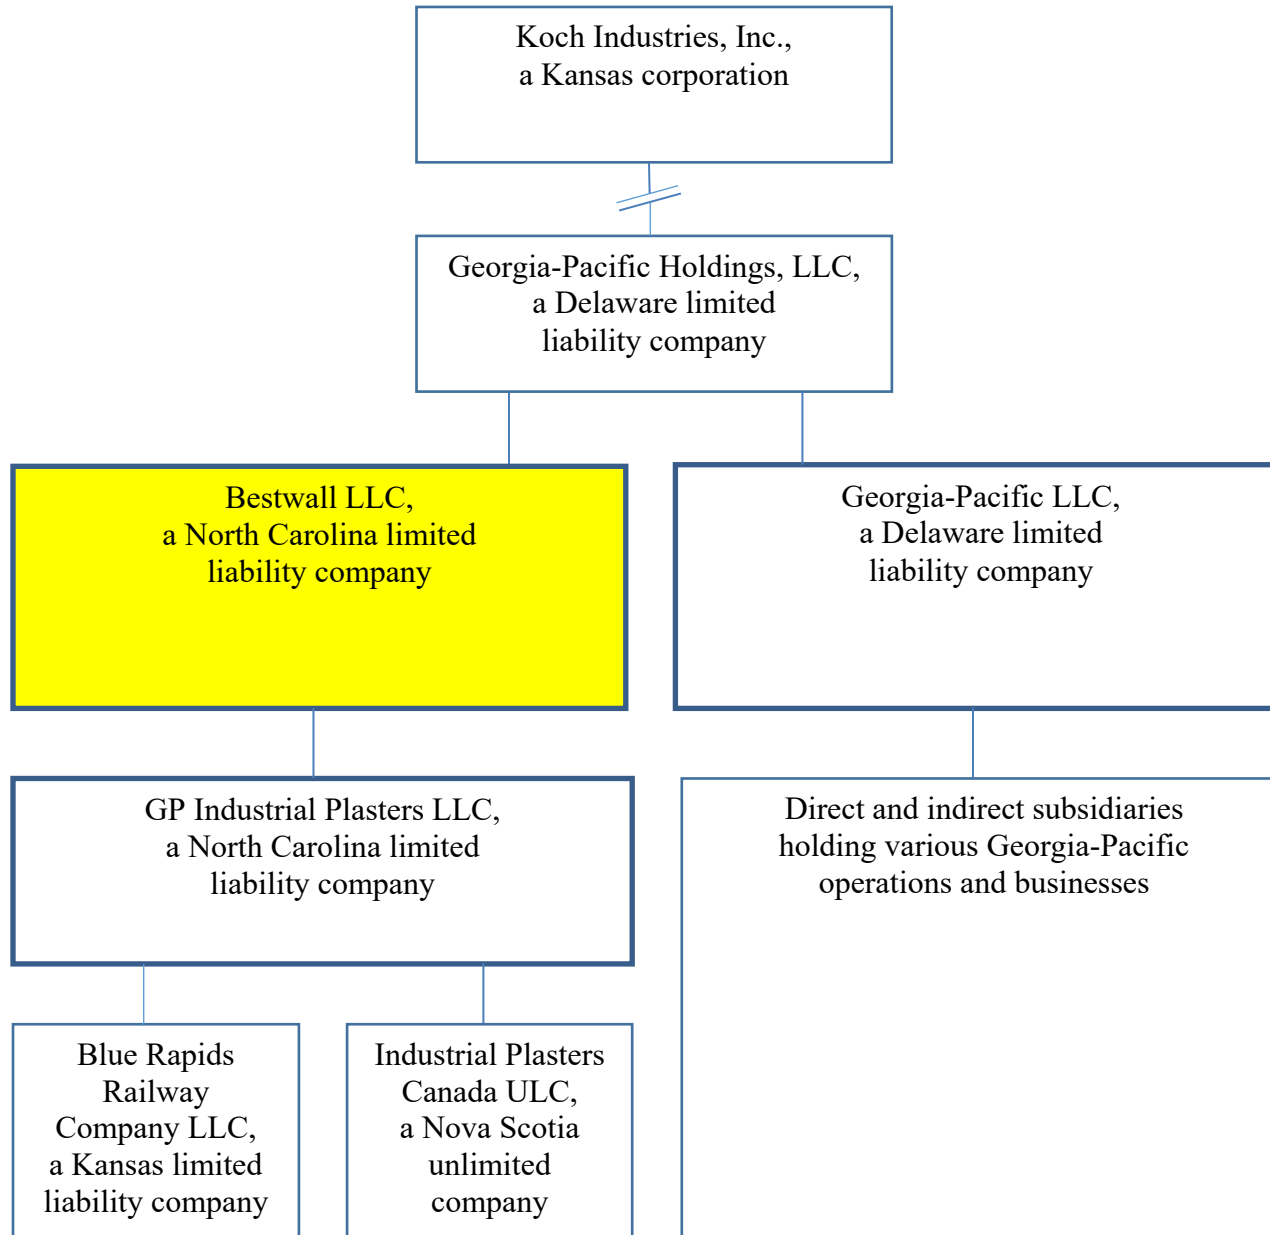 Koch Industries, Inc.,
a Kansas corporation
Georgia-Pacific Holdings, LLC,
a Delaware limited
liability company
Bestwall LLC,
a North Carolina limited
liability company
Georgia-Pacific LLC,
a Delaware limited
liability company
GP Industrial Plasters LLC,
a North Carolina limited
liability company
Direct and indirect subsidiaries
holding various Georgia-Pacific
operations and businesses
Blue Rapids
Railway
Company LLC,
a Kansas limited
liability company
Industrial Plasters
Canada ULC,
a Nova Scotia
unlimited
company